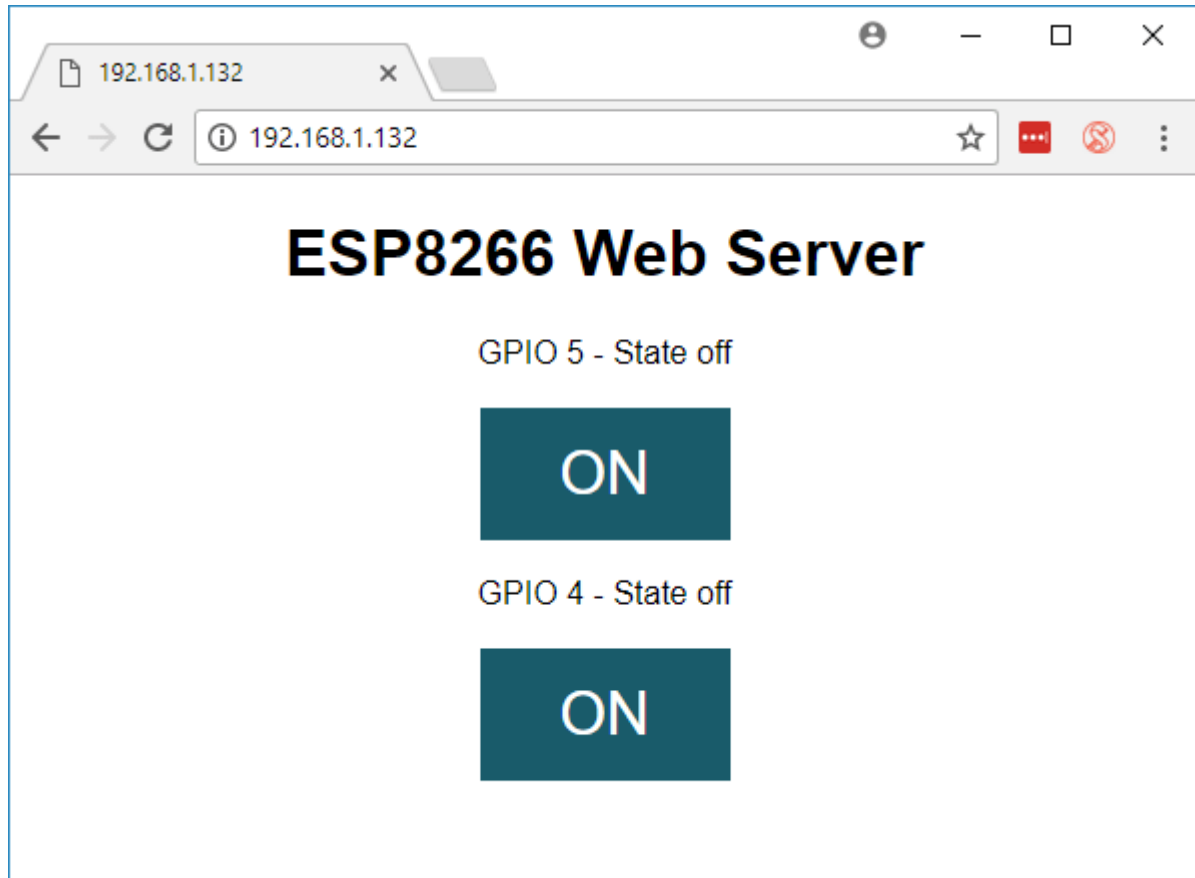 192.168.1.132
192.168.1.132
ESP8266 Web Server
GPIO 5 - State off
ON
GPIO 4 - State off
ON